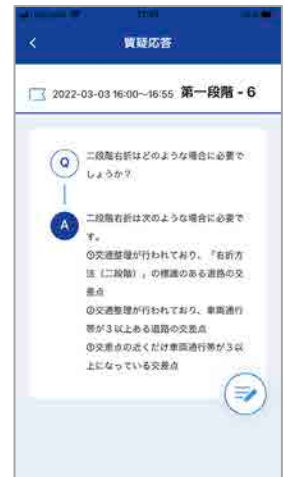 質疑応答
2022-03-03 16:00~16:55 第一段階 - 6
Q 二段階右折はどのような場合に必要で
しょうか?
A 二段階右折は次のような場合に必要で
す。
①交通整理が行われており、「右折方
法(二段階)」の標識のある道路の交
差点
②交通整理が行われており、車両通行
帯が3以上ある道路の交差点
③交差点の近くだけ車両通行帯が3以
上になっている交差点